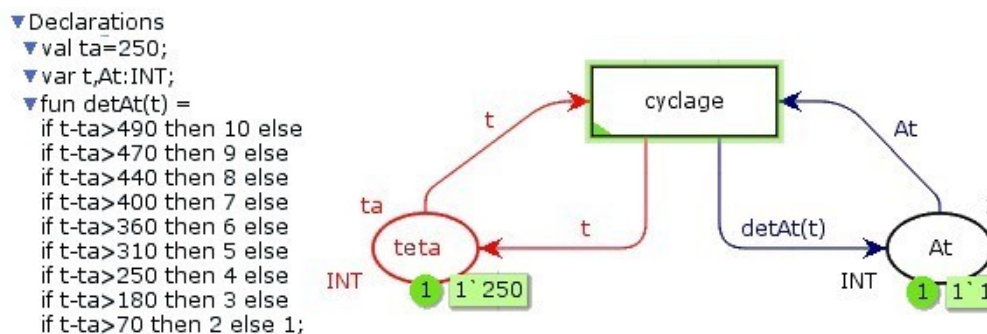 Declarations
val ta=250;
var t,At:INT;
fun detAt(t) =
if t-ta>490 then 10 else
if t-ta>470 then 9 else
if t-ta>440 then 8 else
if t-ta>400 then 7 else
if t-ta>360 then 6 else
if t-ta>310 then 5 else
if t-ta>250 then 4 else
if t-ta>180 then 3 else
if t-ta>70 then 2 else 1;
cyclage
t
At
ta
teta
t
detAt(t)
At
INT
1
1`250
INT
1
1`1